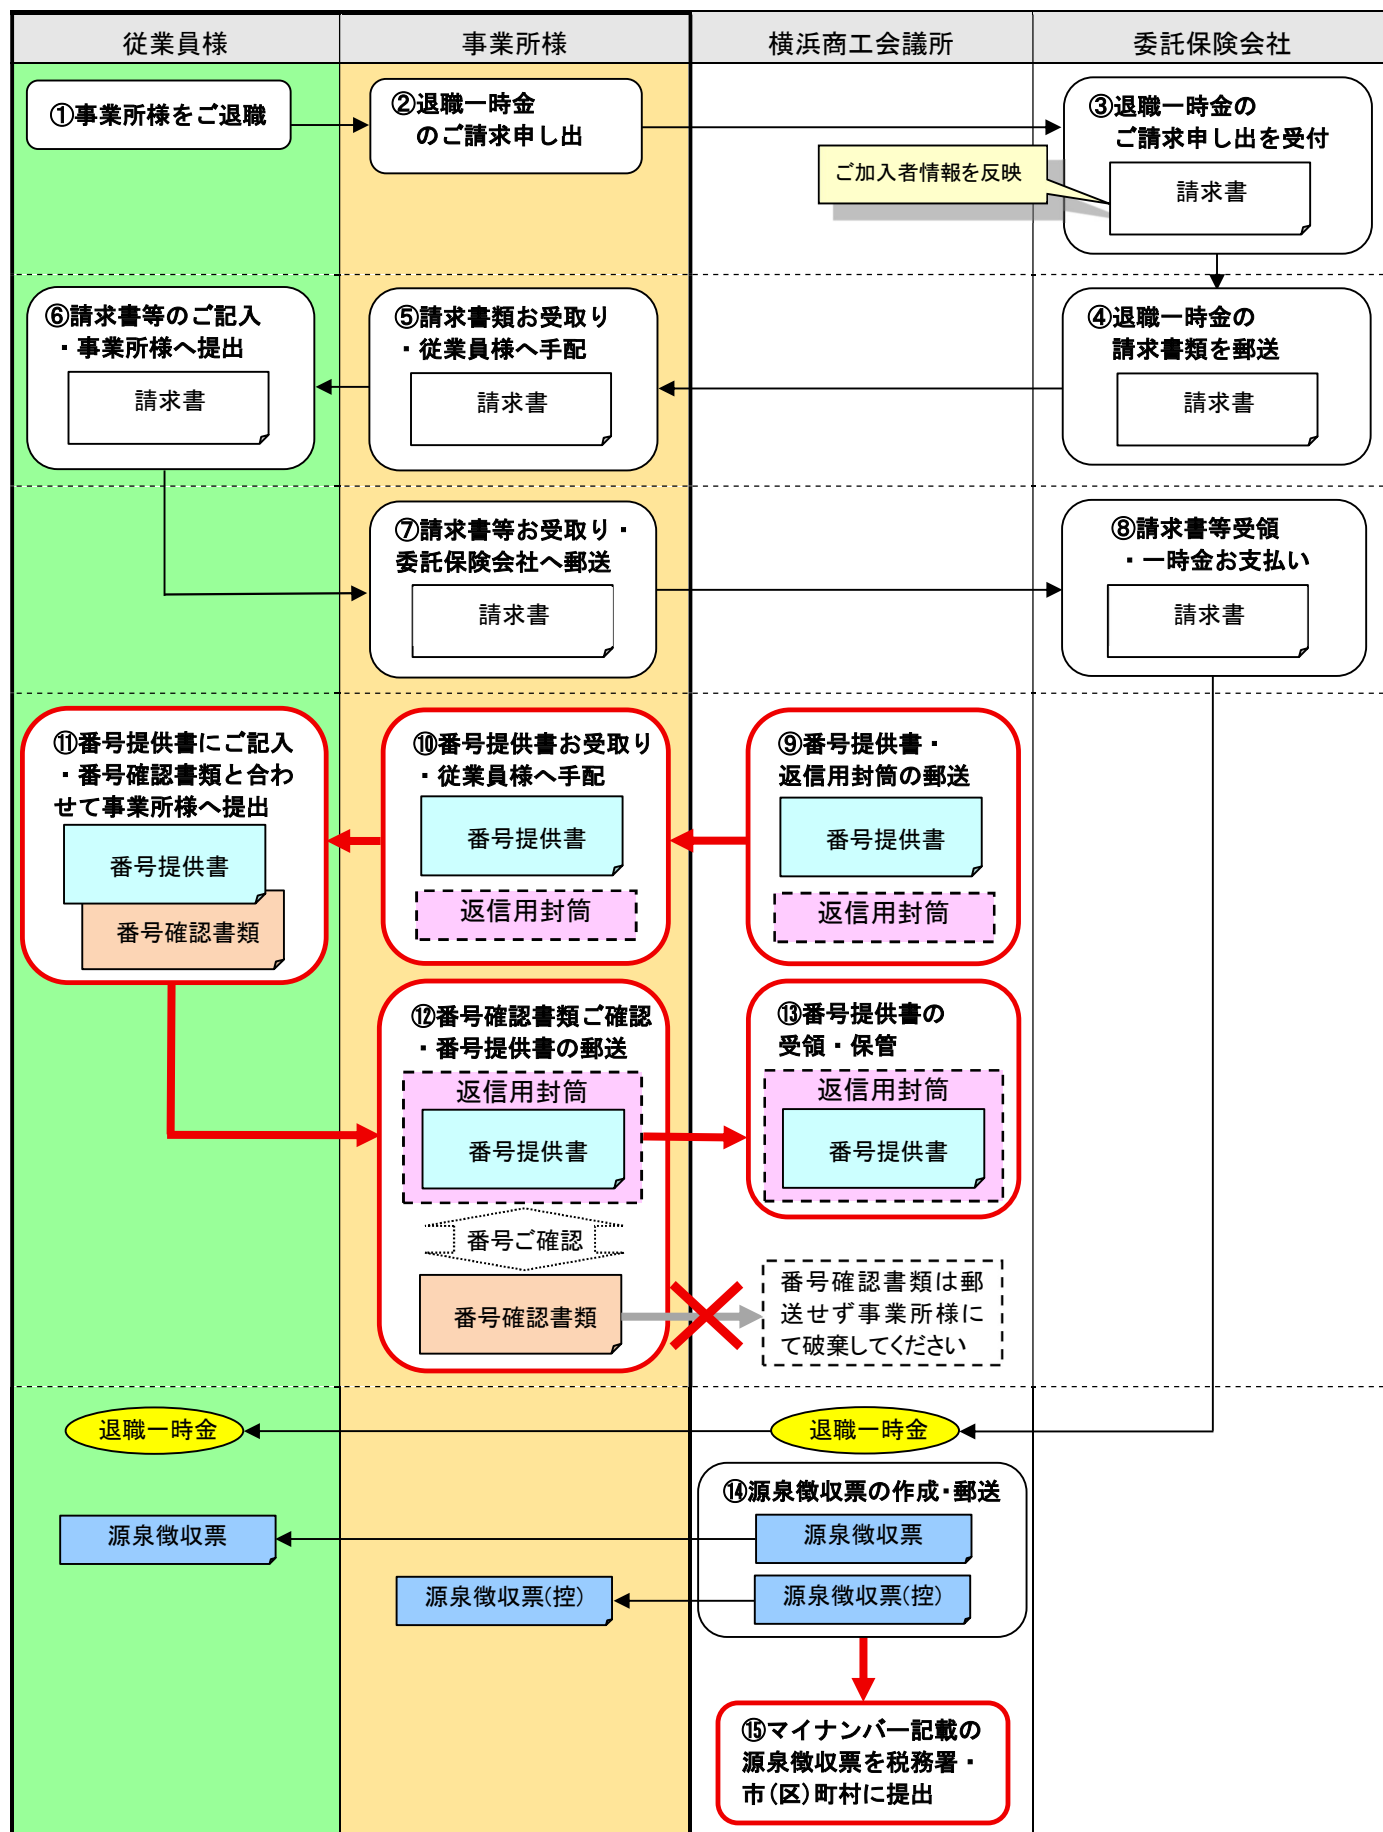 従業員様
事業所様
横浜商工会議所
委託保険会社
①事業所様をご退職
②退職一時金
のご請求申し出
③退職一時金の
ご請求申し出を受付
ご加入者情報を反映
請求書
⑥請求書等のご記入
・事業所様へ提出
請求書
⑤請求書類お受取り
・従業員様へ手配
請求書
④退職一時金の
請求書類を郵送
請求書
⑦請求書等お受取り・
委託保険会社へ郵送
請求書
⑧請求書等受領
・一時金お支払い
請求書
⑪番号提供書にご記入
・番号確認書類と合わ
せて事業所様へ提出
番号提供書
番号確認書類
⑩番号提供書お受取り
・従業員様へ手配
番号提供書
返信用封筒
⑨番号提供書・
返信用封筒の郵送
番号提供書
返信用封筒
⑫番号確認書類ご確認
・番号提供書の郵送
返信用封筒
番号提供書
番号ご確認
番号確認書類
⑬番号提供書の
受領・保管
返信用封筒
番号提供書
番号確認書類は郵
送せず事業所様に
て破棄してください
退職一時金
退職一時金
⑭源泉徴収票の作成・郵送
源泉徴収票
源泉徴収票
源泉徴収票(控)
源泉徴収票(控)
⑮マイナンバー記載の
源泉徴収票を税務署・
市(区)町村に提出